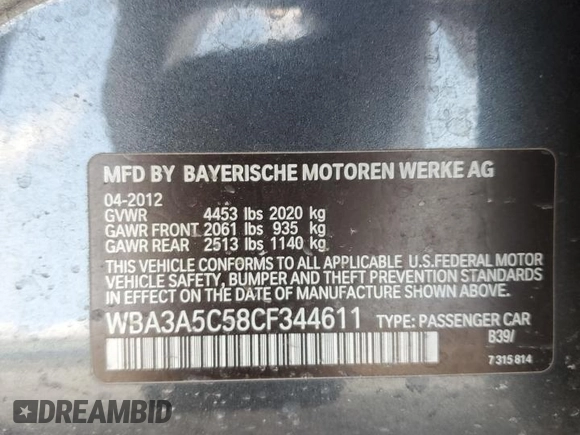 MFD BY BAYERISCHE MOTOREN WERKE AG
04-2012
GVWR 4453 lbs 2020 kg
GAWR FRONT 2061 lbs 935 kg
GAWR REAR 2513 lbs 1140 kg
THIS VEHICLE CONFORMS TO ALL APPLICABLE U.S.FEDERAL MOTOR
VEHICLE SAFETY, BUMPER AND THEFT PREVENTION STANDARDS
IN EFFECT ON THE DATE OF MANUFACTURE SHOWN ABOVE.
WBA3A5C58CF344611 TYPE: PASSENGER CAR
B39/
7 315 814
DREAMBID